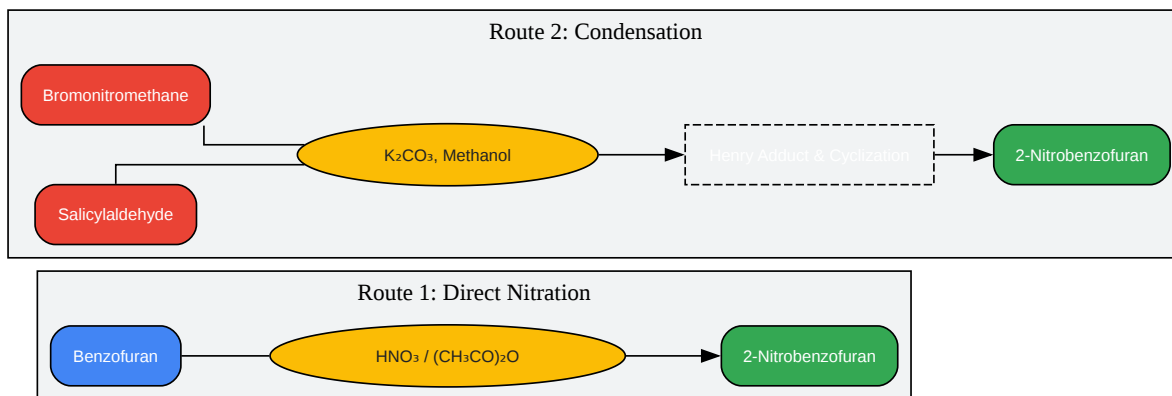 Route 2: Condensation
Bromonitromethane
Salicylaldehyde
K₂CO₃, Methanol
Henry Adduct & Cyclization
2-Nitrobenzofuran
Route 1: Direct Nitration
Benzofuran
HNO₃ / (CH₃CO)₂O
2-Nitrobenzofuran